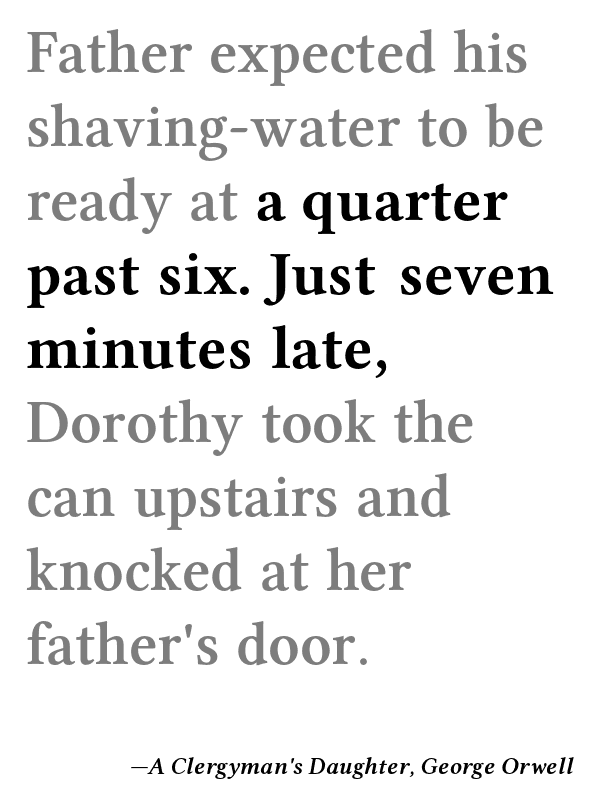 Father expected his
shaving-water to be
ready at a quarter
past six. Just seven
minutes late,
Dorothy took the
can upstairs and
knocked at her
father's door.
—A Clergyman's Daughter, George Orwell